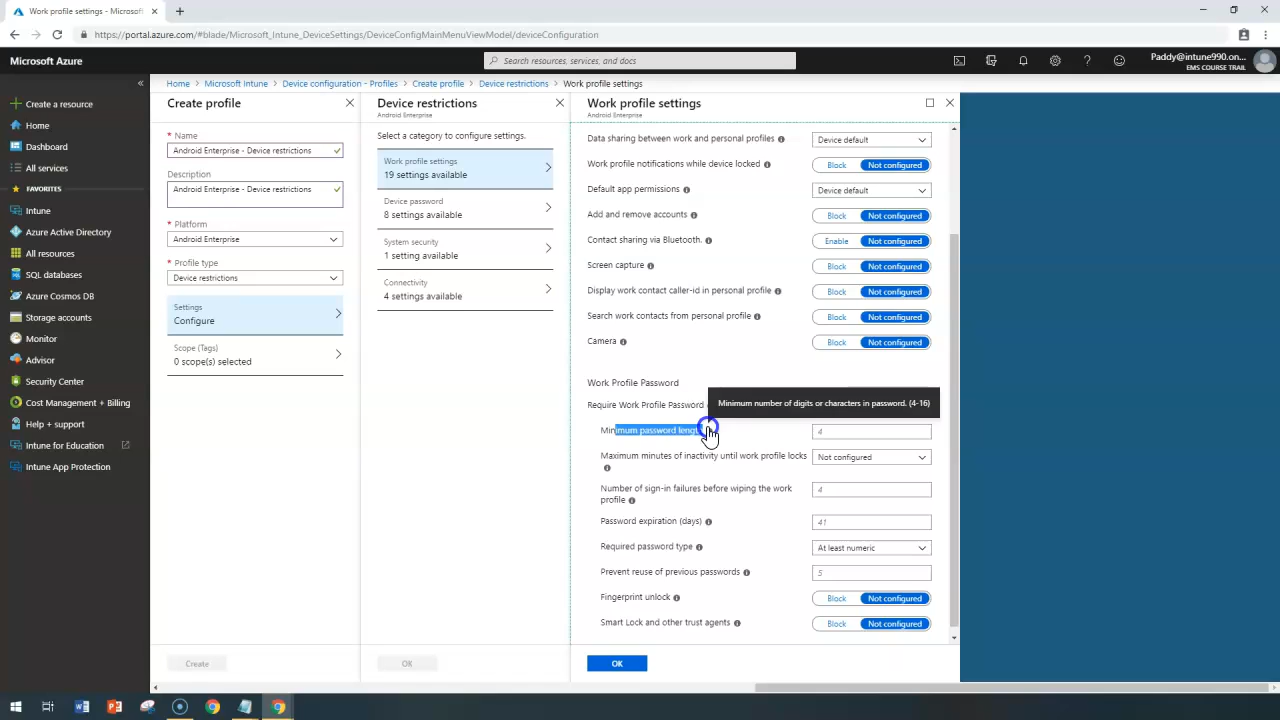 Work profile settings - Microsoft
https://portal.azure.com/#blade/Microsoft_Intune_DeviceSettings/DeviceConfigMainMenuViewModel/deviceConfiguration
Microsoft Azure
Search resources, services, and docs
Paddy@intune990.on...
EMS COURSE TRAIL
Home > Microsoft Intune > Device configuration - Profiles > Create profile > Device restrictions > Work profile settings
Create a resource
Home
Dashboard
All services
FAVORITES
Intune
Azure Active Directory
All resources
SQL databases
Azure Cosmos DB
Storage accounts
Monitor
Advisor
Security Center
Cost Management + Billing
Help + support
Intune for Education
Intune App Protection
Create profile
* Name
Android Enterprise - Device restrictions
Description
Android Enterprise - Device restrictions
* Platform
Android Enterprise
* Profile type
Device restrictions
Settings
Configure
Scope (Tags)
0 scope(s) selected
Create
Device restrictions
Android Enterprise
Select a category to configure settings.
Work profile settings
19 settings available
Device password
8 settings available
System security
1 setting available
Connectivity
4 settings available
OK
Work profile settings
Android Enterprise
Data sharing between work and personal profiles Device default
Work profile notifications while device locked Block Not configured
Default app permissions Device default
Add and remove accounts Block Not configured
Contact sharing via Bluetooth. Enable Not configured
Screen capture Block Not configured
Display work contact caller-id in personal profile Block Not configured
Search work contacts from personal profile Block Not configured
Camera Block Not configured
Work Profile Password
Require Work Profile Password
Minimum number of digits or characters in password. (4-16)
Minimum password length 4
Maximum minutes of inactivity until work profile locks Not configured
Number of sign-in failures before wiping the work
profile 4
Password expiration (days) 41
Required password type At least numeric
Prevent reuse of previous passwords 5
Fingerprint unlock Block Not configured
Smart Lock and other trust agents Block Not configured
OK